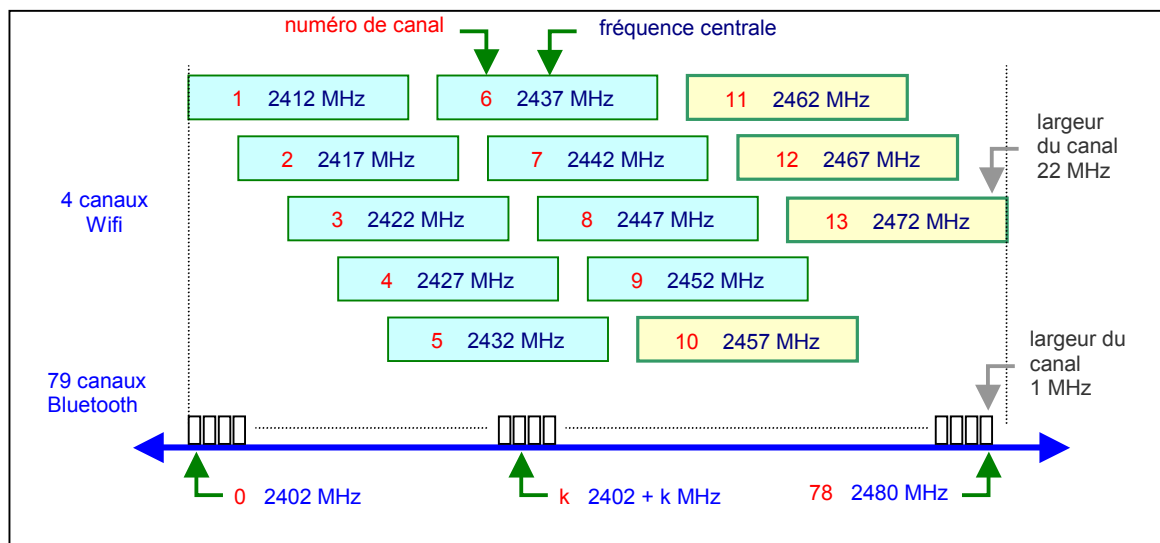 numéro de canal
fréquence centrale
1 2412 MHz
6 2437 MHz
11 2462 MHz
largeur
du canal
22 MHz
2 2417 MHz
7 2442 MHz
12 2467 MHz
4 canaux
Wifi
3 2422 MHz
8 2447 MHz
13 2472 MHz
4 2427 MHz
9 2452 MHz
5 2432 MHz
10 2457 MHz
largeur du
canal
1 MHz
79 canaux
Bluetooth
0 2402 MHz
k 2402 + k MHz
78 2480 MHz